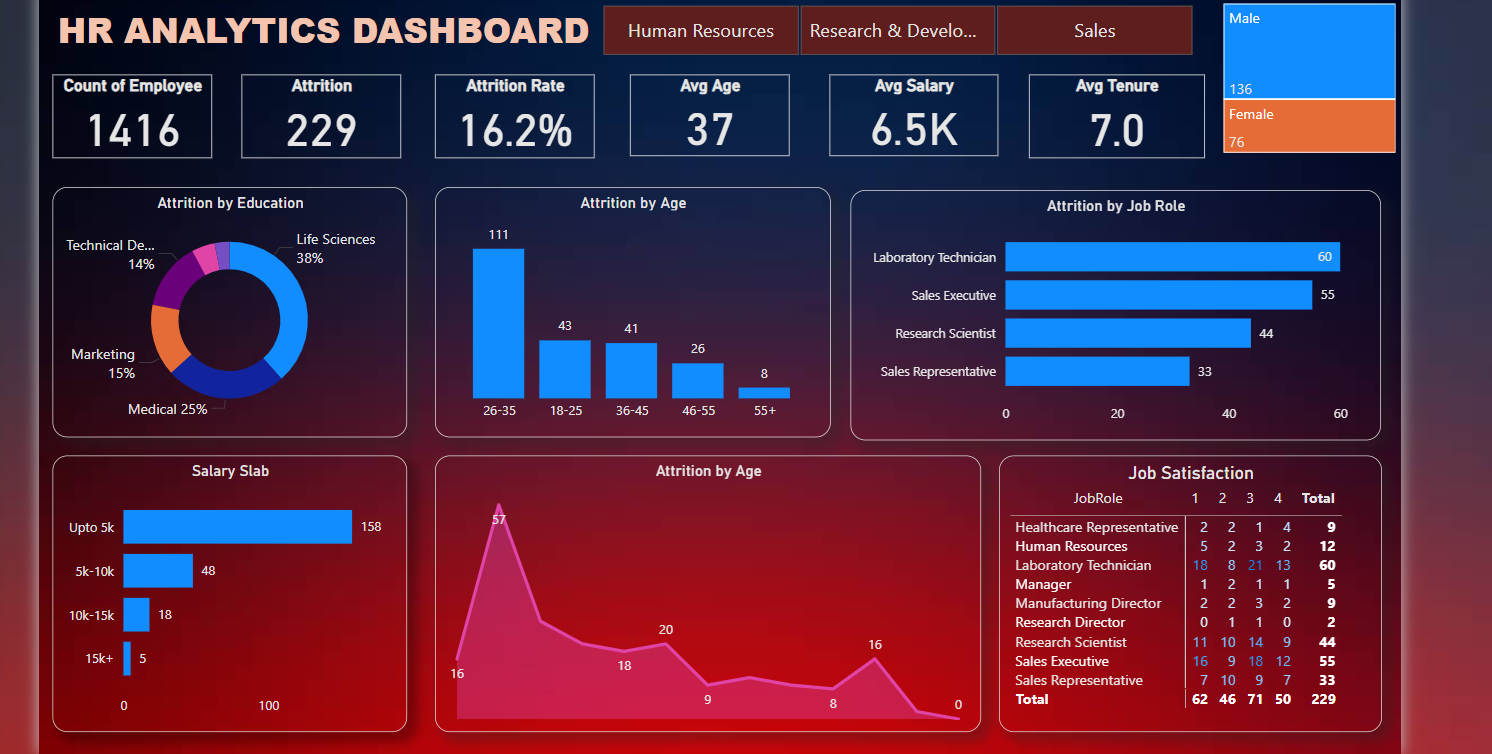 HR ANALYTICS DASHBOARD
Human Resources
Research & Develo...
Sales
Male
136
Female
76
Count of Employee
1416
Attrition
229
Attrition Rate
16.2%
Avg Age
37
Avg Salary
6.5K
Avg Tenure
7.0
Attrition by Education
Technical De...
14%
Life Sciences
38%
Marketing
15%
Medical 25%
Attrition by Age
111
43
41
26
8
26-35 18-25 36-45 46-55 55+
Attrition by Job Role
Laboratory Technician 60
Sales Executive 55
Research Scientist 44
Sales Representative 33
0 20 40 60
Salary Slab
Upto 5k 158
5k-10k 48
10k-15k 18
15k+ 5
0 100
Attrition by Age
57
16
18
20
9
8
16
0
Job Satisfaction
JobRole 1 2 3 4 Total
Healthcare Representative 2 2 1 4 9
Human Resources 5 2 3 2 12
Laboratory Technician 18 8 21 13 60
Manager 1 2 1 1 5
Manufacturing Director 2 2 3 2 9
Research Director 0 1 1 0 2
Research Scientist 11 10 14 9 44
Sales Executive 16 9 18 12 55
Sales Representative 7 10 9 7 33
Total 62 46 71 50 229